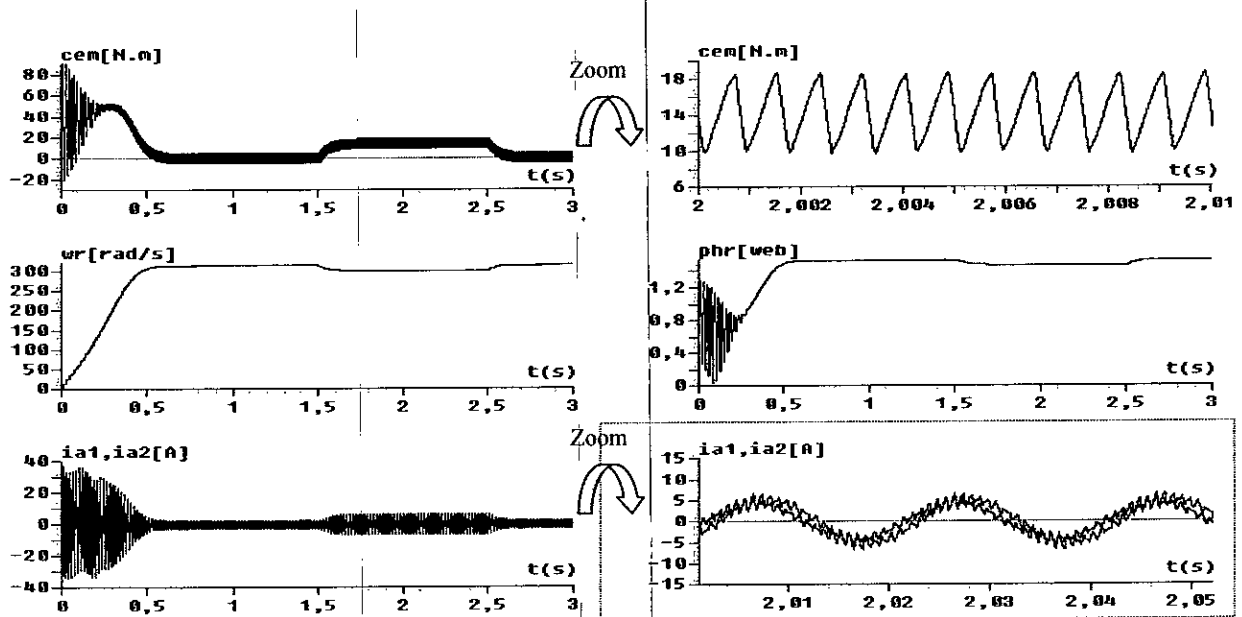 cem[N.m]
80
60
40
20
0
-20
t(s)
0 0,5 1 1,5 2 2,5 3
Zoom
cem[N.m]
18
14
10
6
t(s)
2 2,002 2,004 2,006 2,008 2,01
wr[rad/s]
300
250
200
150
100
50
0
t(s)
0 0,5 1 1,5 2 2,5 3
phr[web]
1,2
0,8
0,4
0
t(s)
0 0,5 1 1,5 2 2,5 3
ia1,ia2[A]
40
20
0
-20
-40
t(s)
0 0,5 1 1,5 2 2,5 3
Zoom
ia1,ia2[A]
15
10
5
0
-5
-10
-15
t(s)
2,01 2,02 2,03 2,04 2,05